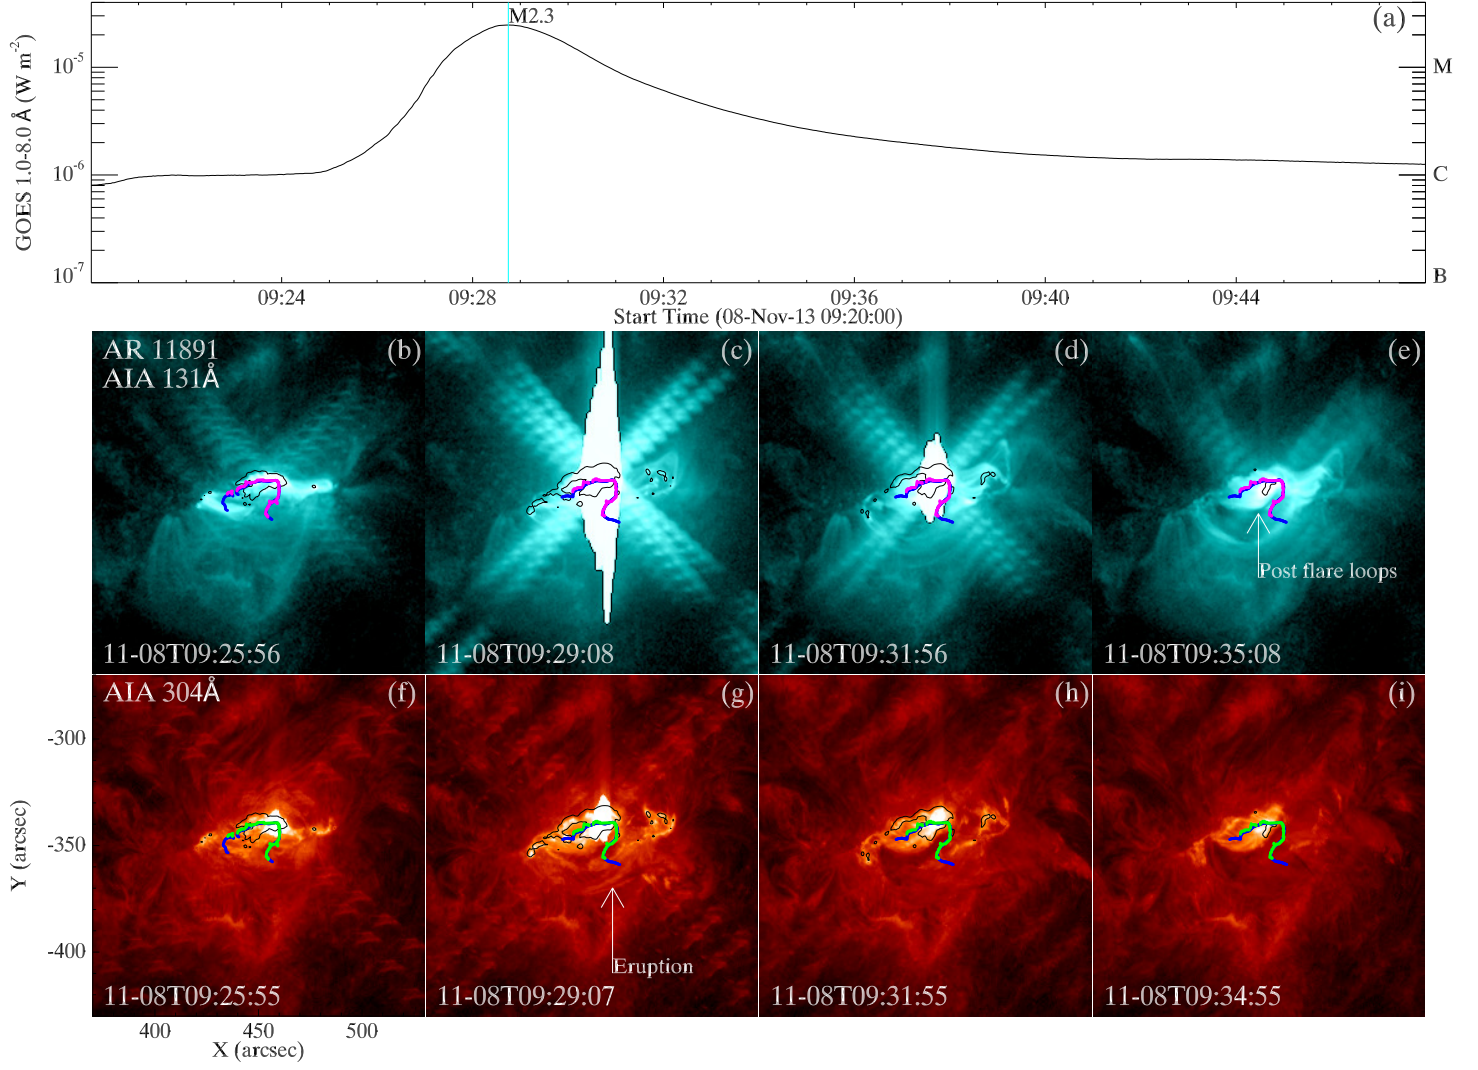 M2.3
(a)
GOES 1.0-8.0 Å (W m⁻²)
10⁻⁵
10⁻⁶
10⁻⁷
M
C
B
09:24
09:28
09:32
09:36
09:40
09:44
Start Time (08-Nov-13 09:20:00)
AR 11891
AIA 131Å
(b)
(c)
(d)
(e)
Post flare loops
11-08T09:25:56
11-08T09:29:08
11-08T09:31:56
11-08T09:35:08
AIA 304Å
(f)
(g)
(h)
(i)
-300
-350
-400
Y (arcsec)
Eruption
11-08T09:25:55
11-08T09:29:07
11-08T09:31:55
11-08T09:34:55
400
450
500
X (arcsec)